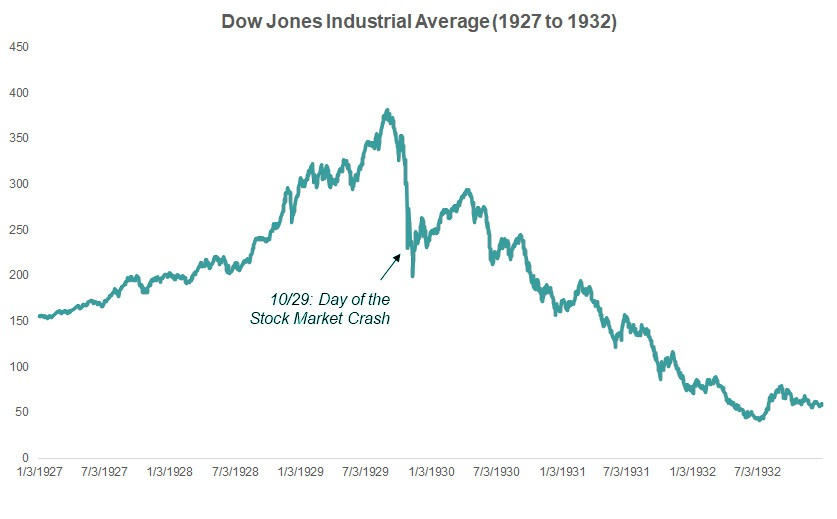 Dow Jones Industrial Average (1927 to 1932)
450
400
350
300
250
200
150
100
50
0
10/29: Day of the
Stock Market Crash
1/3/1927 7/3/1927 1/3/1928 7/3/1928 1/3/1929 7/3/1929 1/3/1930 7/3/1930 1/3/1931 7/3/1931 1/3/1932 7/3/1932